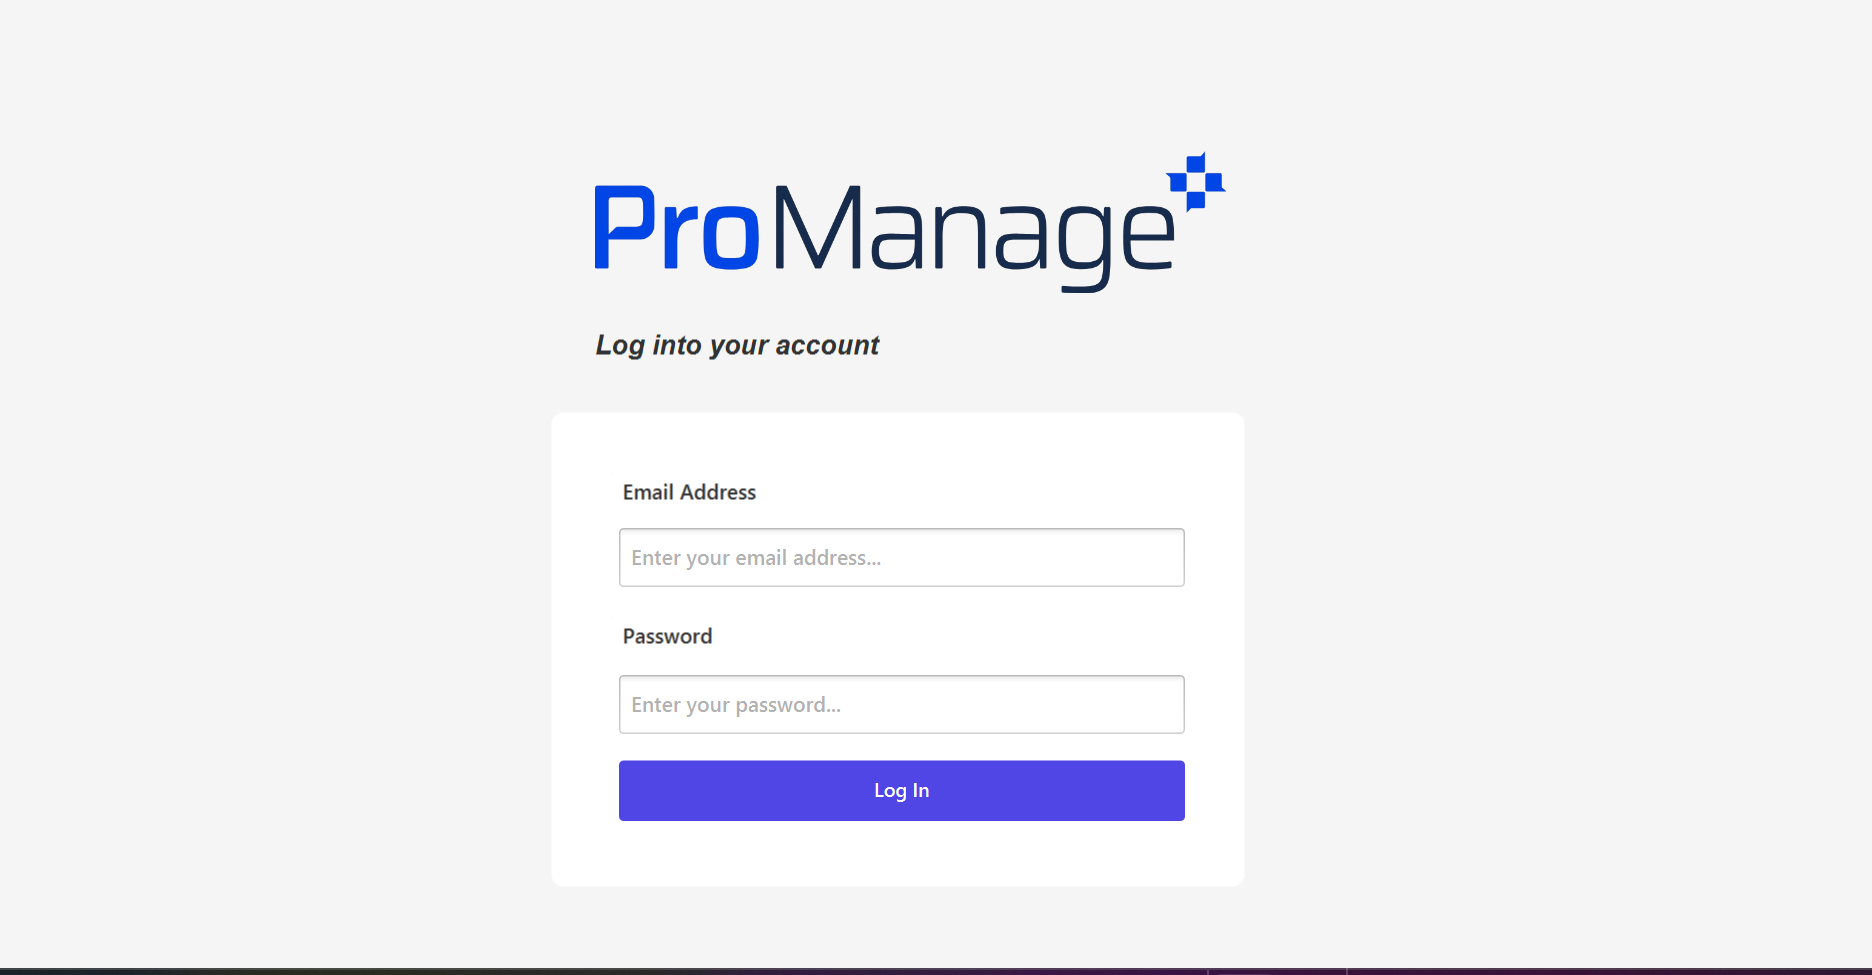 ProManage
Log into your account
Email Address
Enter your email address...
Password
Enter your password...
Log In